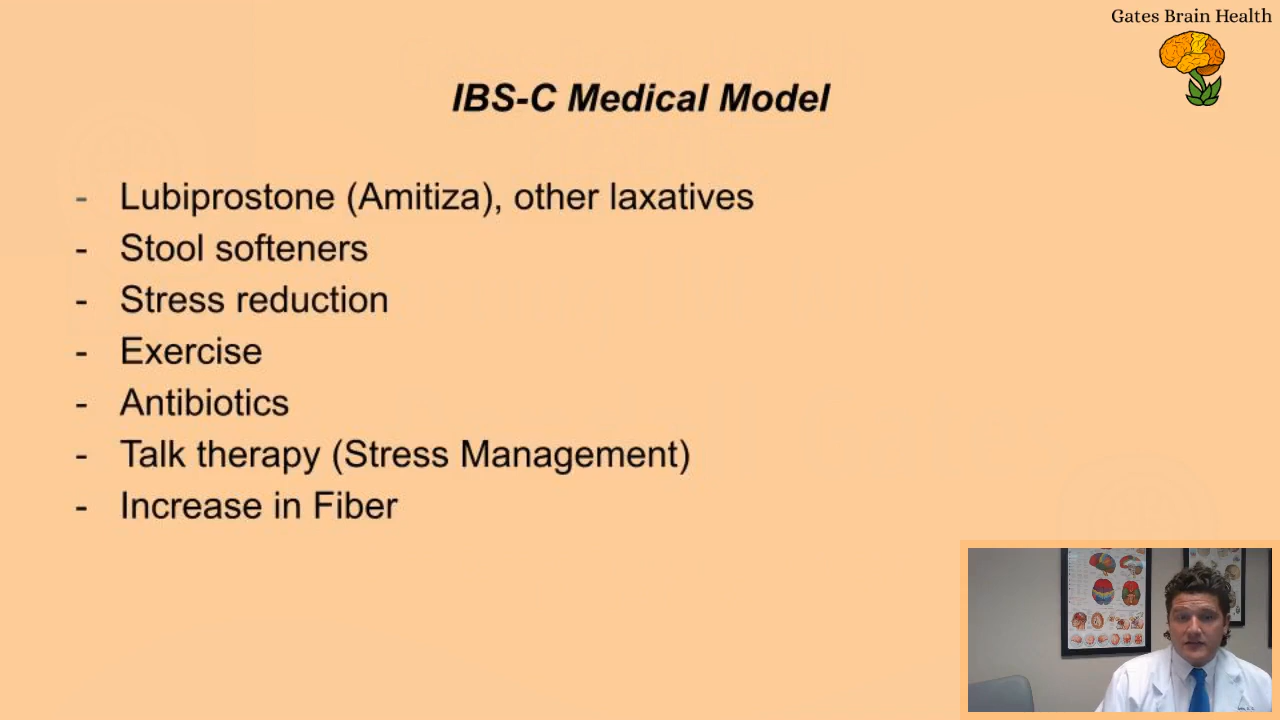 Gates Brain Health
IBS-C Medical Model
- Lubiprostone (Amitiza), other laxatives
- Stool softeners
- Stress reduction
- Exercise
- Antibiotics
- Talk therapy (Stress Management)
- Increase in Fiber